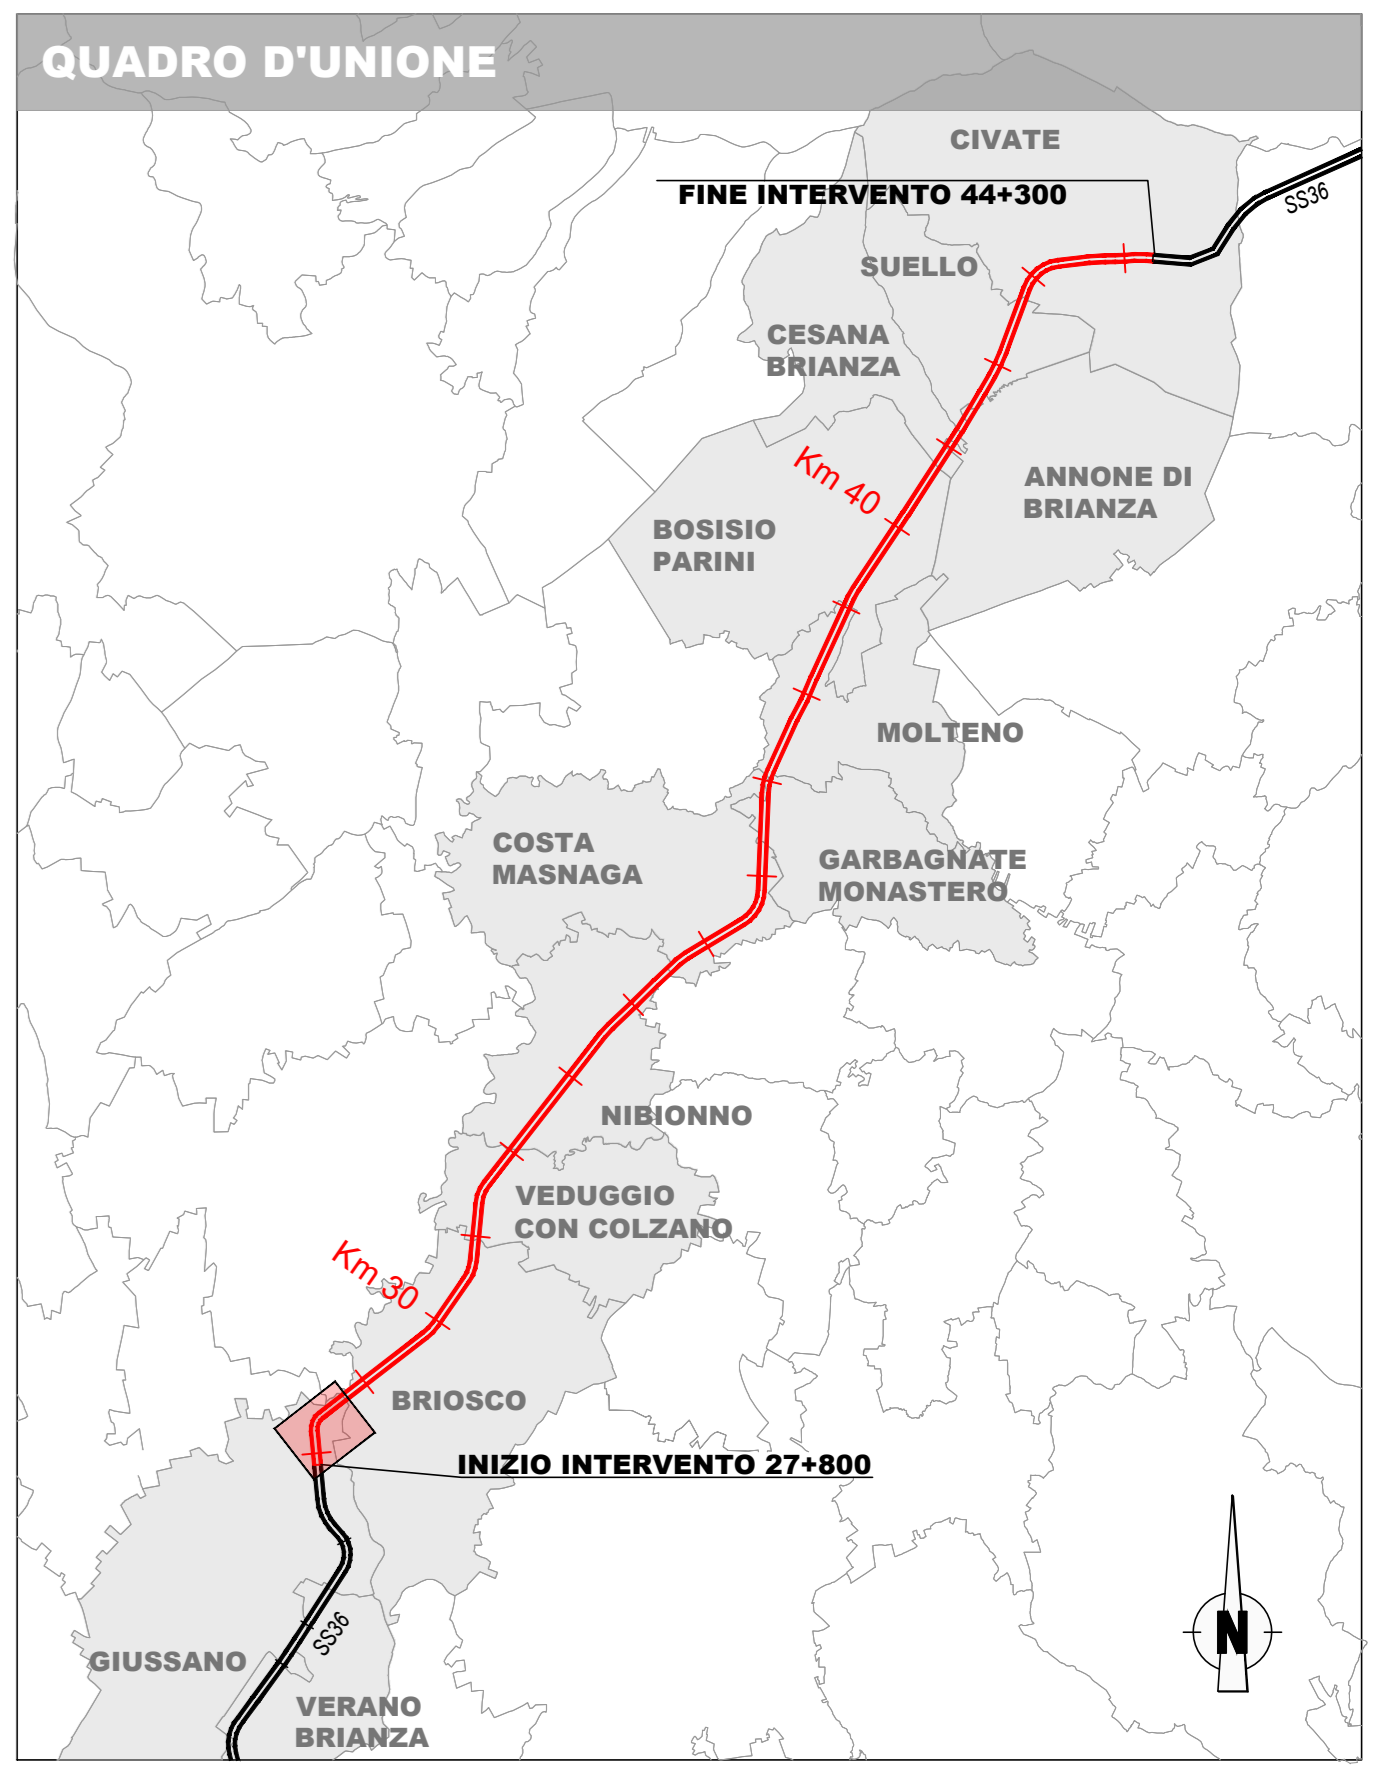 QUADRO D'UNIONE
CIVATE
FINE INTERVENTO 44+300
SS36
SUELLO
CESANA
BRIANZA
Km 40
ANNONE DI
BRIANZA
BOSISIO
PARINI
MOLTENO
COSTA
MASNAGA
GARBAGNATE
MONASTERO
NIBIONNO
VEDUGGIO
CON COLZANO
Km 30
BRIOSCO
INIZIO INTERVENTO 27+800
SS36
N
GIUSSANO
VERANO
BRIANZA